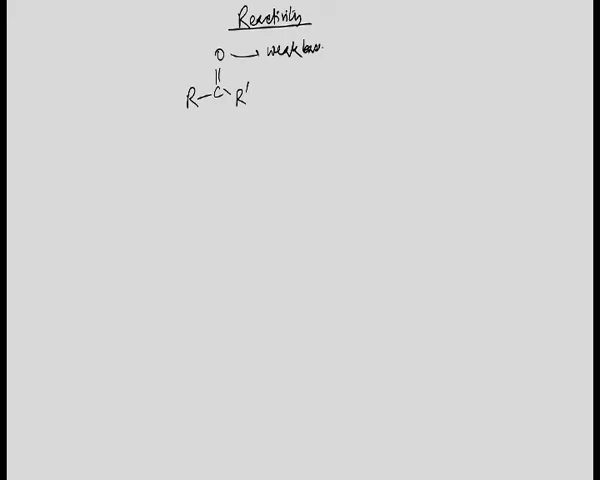 Reactivity
O → weak base.
||
R-C-R'